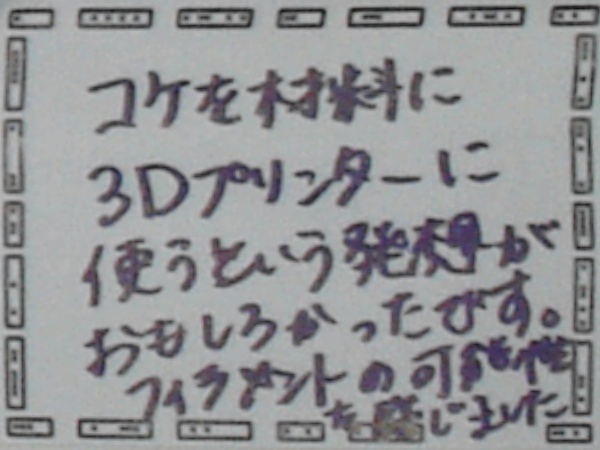 コケを材料に
3Dプリンターに
使うという発想が
おもしろかったです。
フィラメントの可能性
を感じました